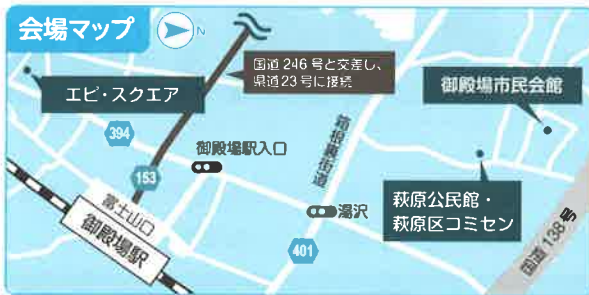 会場マップ
N
国道246号と交差し、
県道23号に接続
エピ・スクエア
御殿場市民会館
394
御殿場駅入口
箱根裏街道
153
富士山口
御殿場駅
湯沢
萩原公民館・
萩原区コミセン
401
国道138号